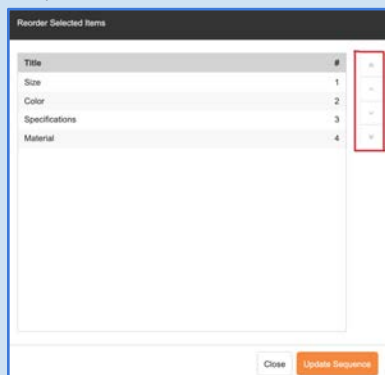 Reorder Selected Items
Title #
Size 1
Color 2
Specifications 3
Material 4
Close Update Sequence